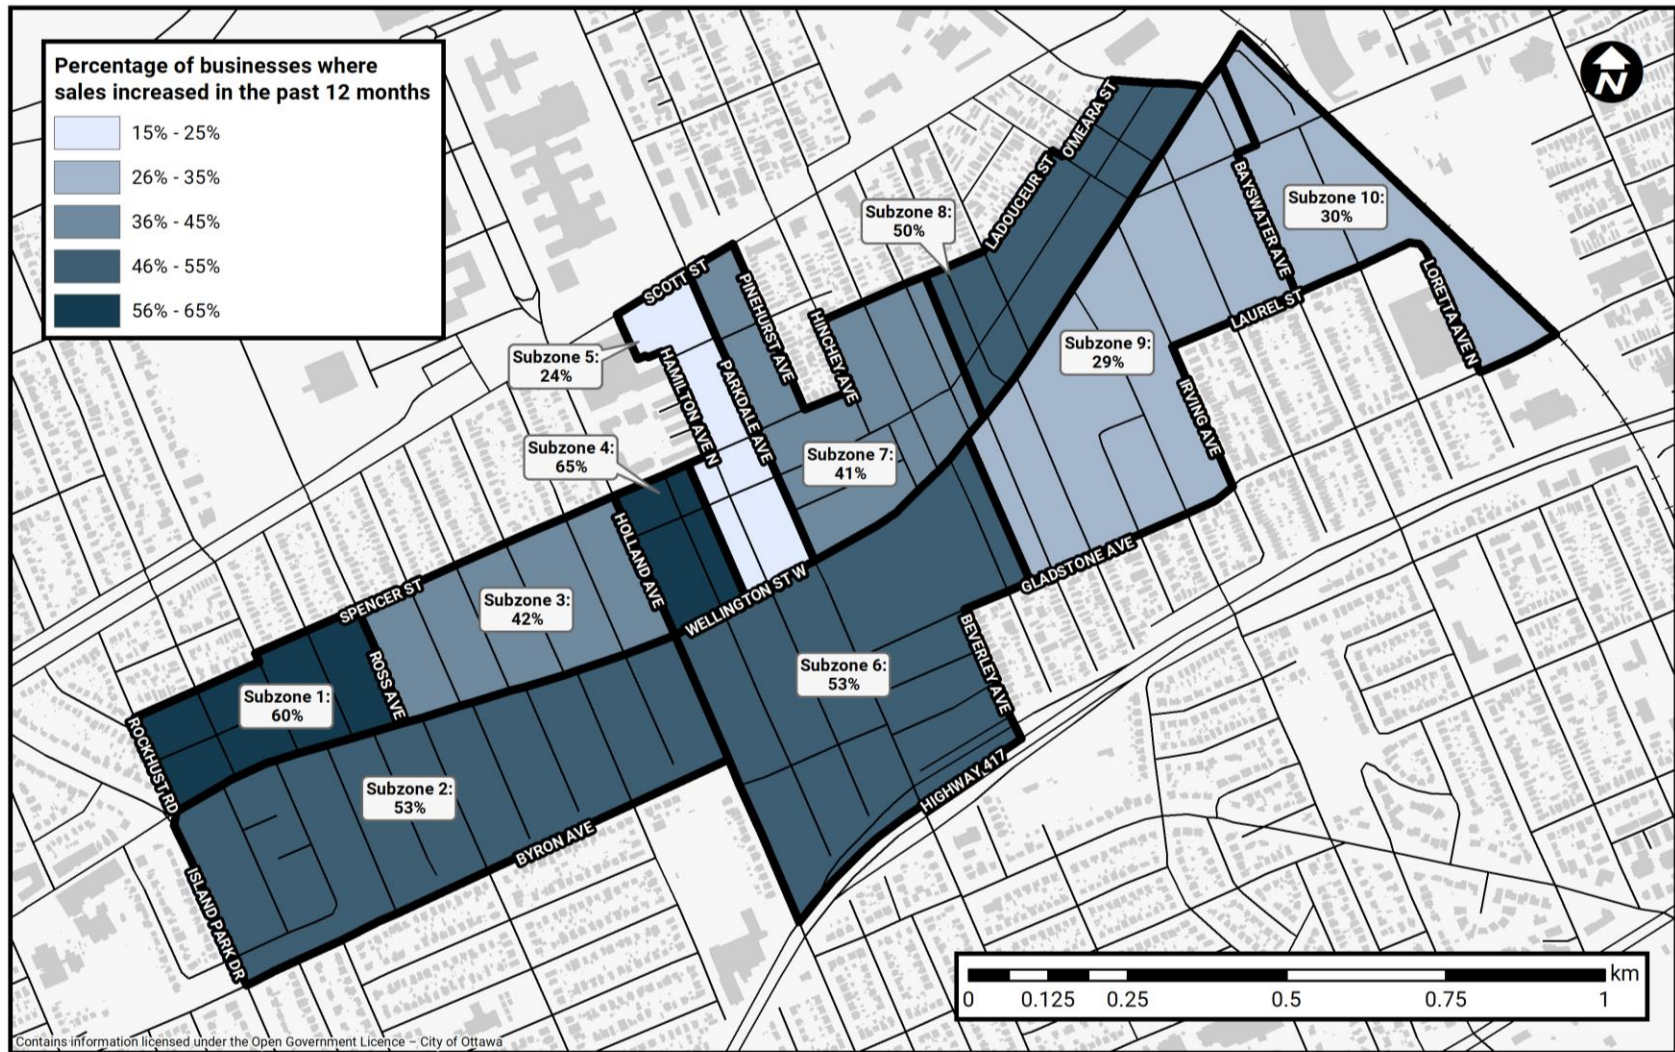 Percentage of businesses where
sales increased in the past 12 months
15% - 25%
26% - 35%
36% - 45%
46% - 55%
56% - 65%
N
O'MEARA ST
LADOUCEUR ST
BAYSWATER AVE
Subzone 10:
30%
Subzone 8:
50%
SCOTT ST
PINEHURST AVE
HINCHEY AVE
LAUREL ST
LORETTA AVE N
Subzone 5:
24%
HAMILTON AVE N
PARKDALE AVE
Subzone 9:
29%
IRVING AVE
Subzone 4:
65%
Subzone 7:
41%
HOLLAND AVE
WELLINGTON ST W
GLADSTONE AVE
SPENCER ST
Subzone 3:
42%
ROSS AVE
BEVERLEY AVE
Subzone 6:
53%
Subzone 1:
60%
ROCKHUST RD
Subzone 2:
53%
HIGHWAY 417
BYRON AVE
ISLAND PARK DR
km
0 0.125 0.25 0.5 0.75 1
Contains information licensed under the Open Government Licence – City of Ottawa